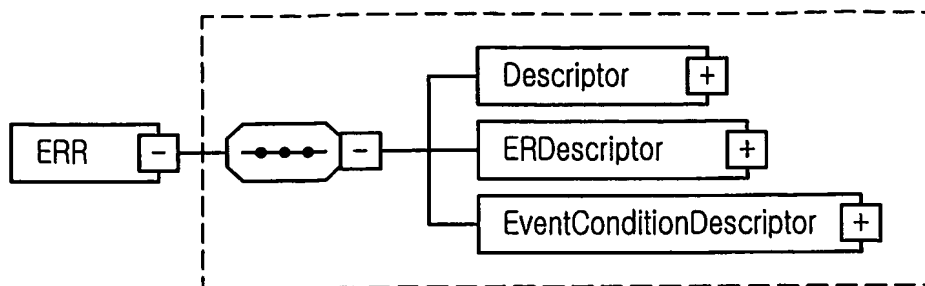 Descriptor +
ERR - - ERDescriptor +
EventConditionDescriptor +